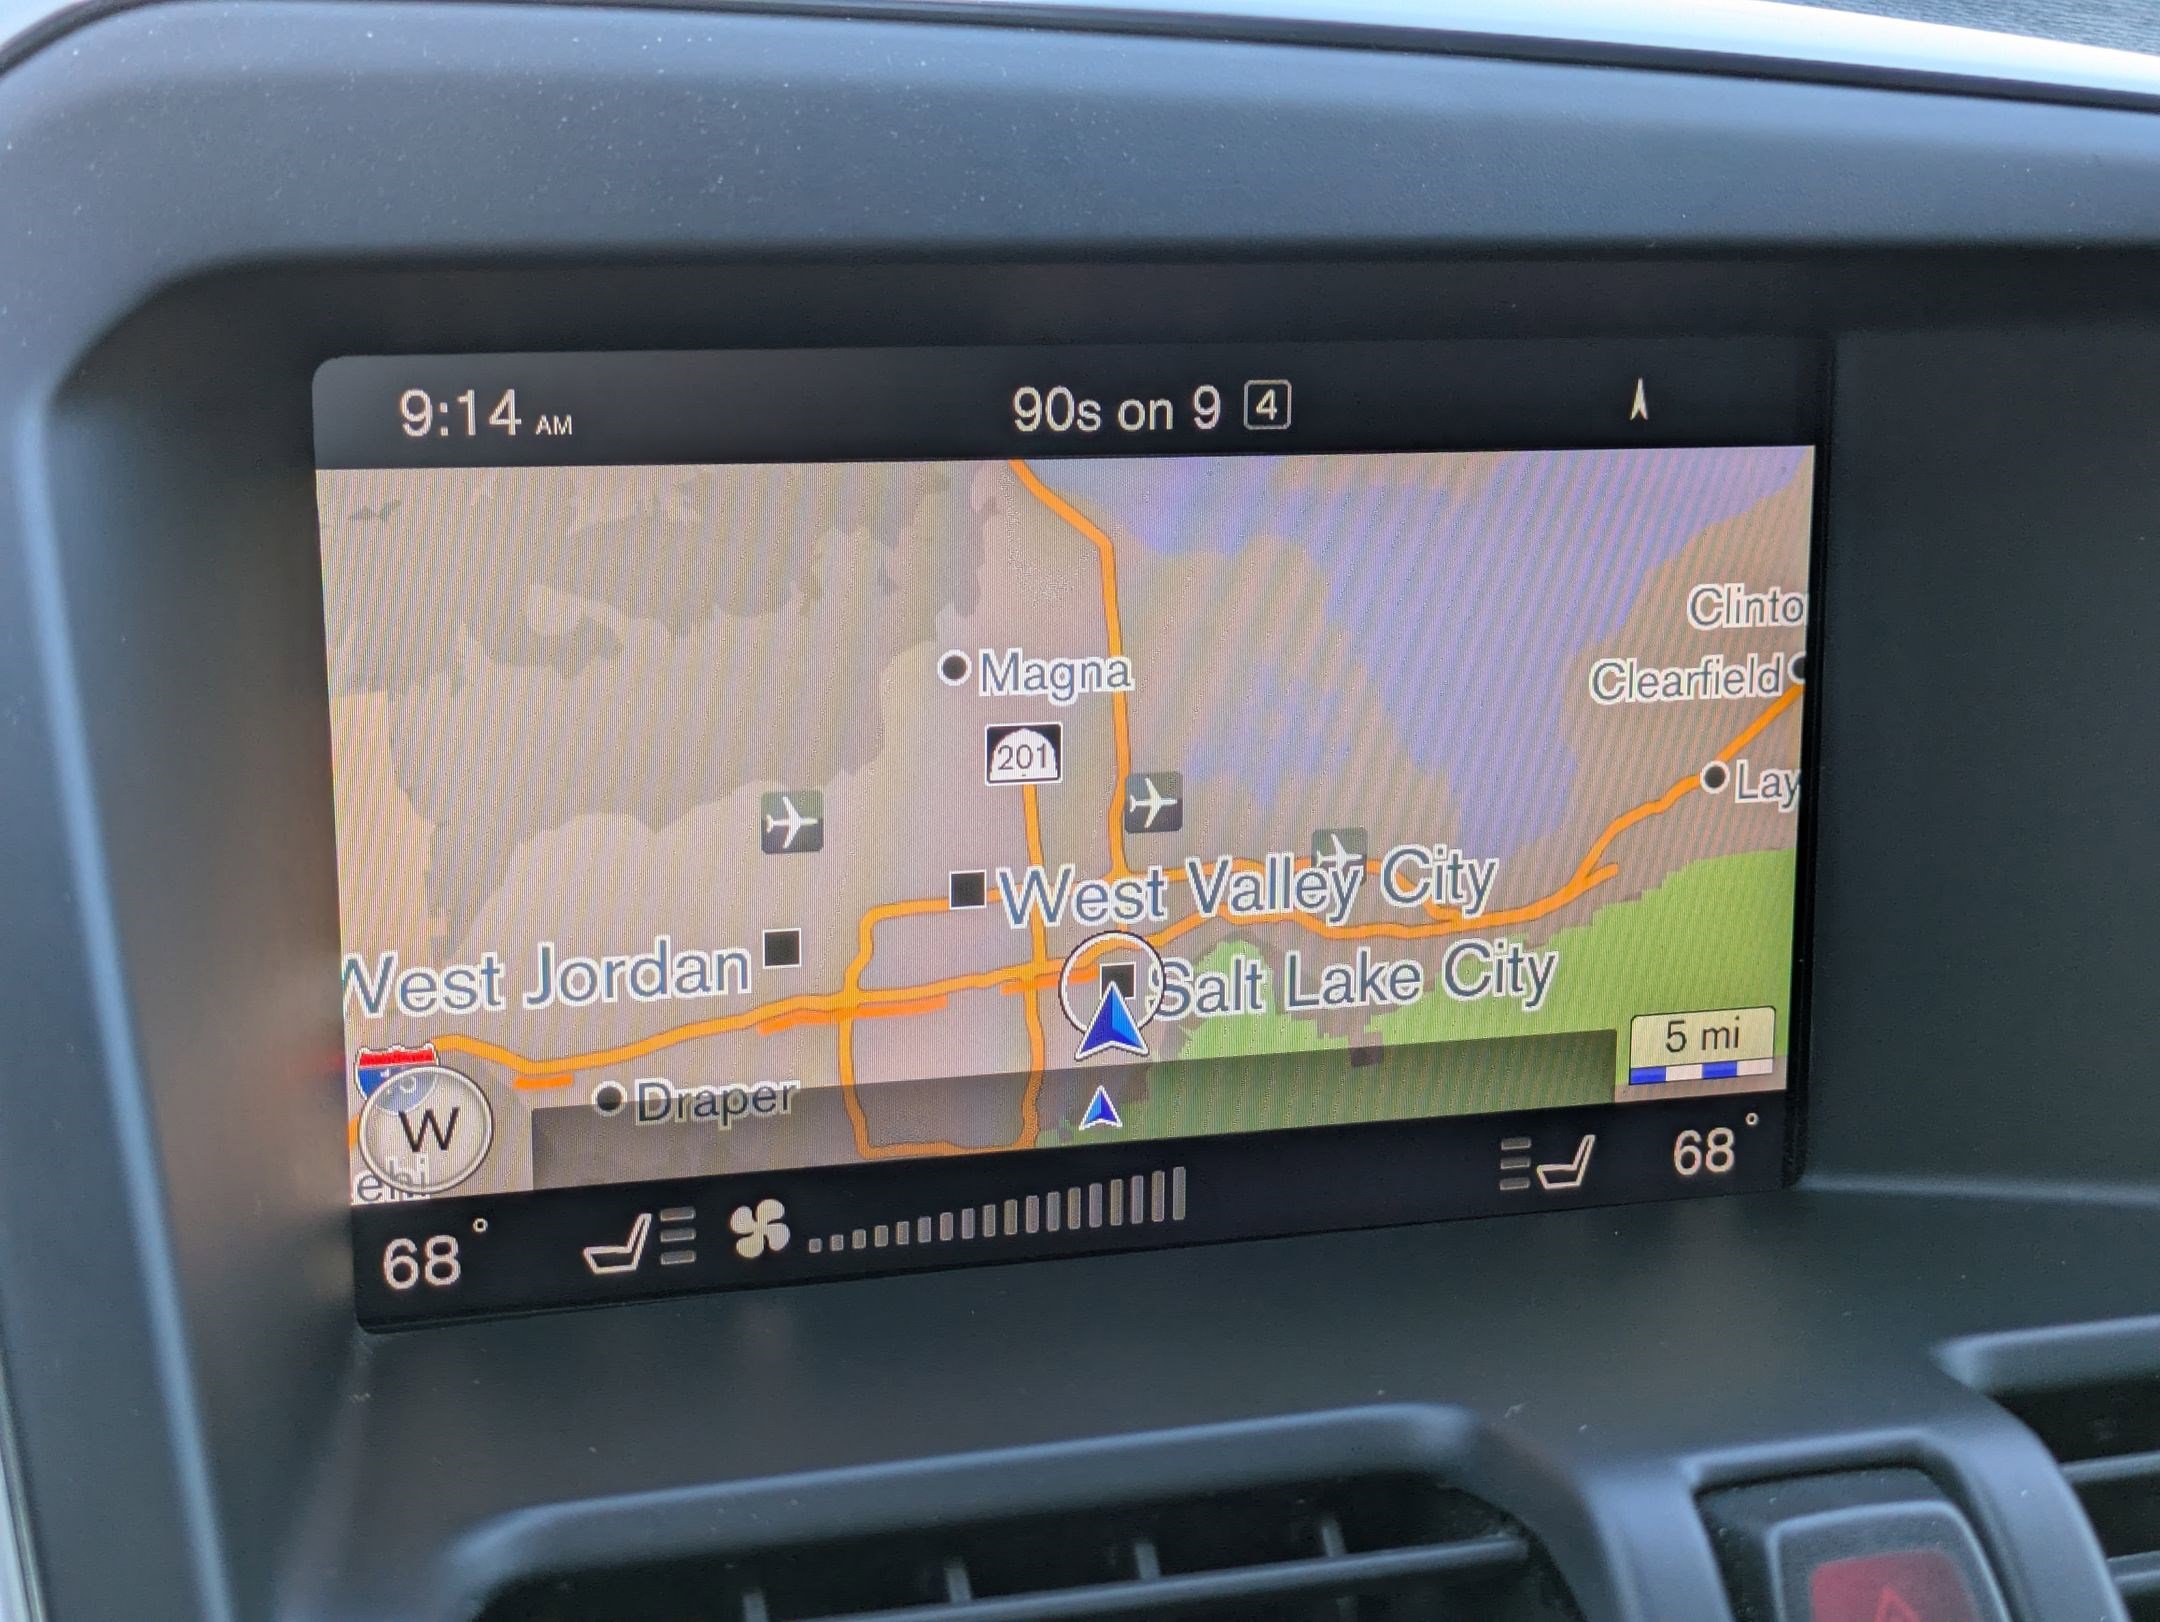 9:14 AM
90s on 9 4
Clinto
Magna
Clearfield
201
Lay
West Valley City
West Jordan
Salt Lake City
5 mi
Draper
W
ehi
68°
68°